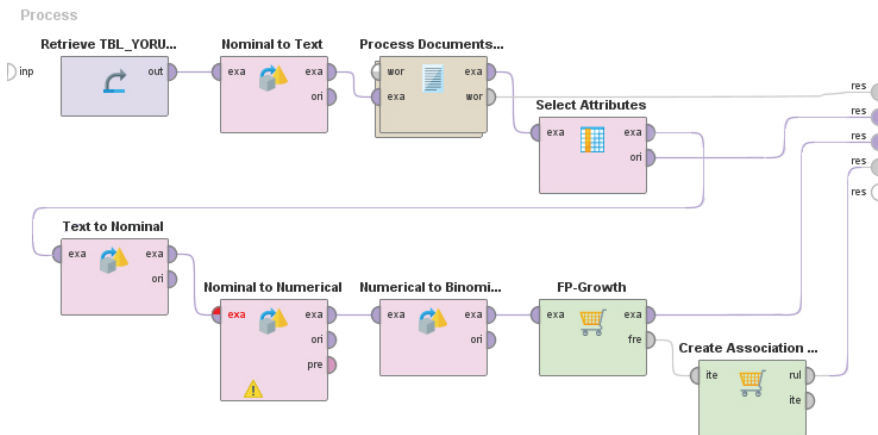 Process
Retrieve TBL_YORU...
Nominal to Text
Process Documents...
inp
out
exa
exa
ori
wor
exa
exa
wor
Select Attributes
exa
exa
ori
res
res
res
res
res
Text to Nominal
exa
exa
ori
Nominal to Numerical
exa
exa
ori
pre
Numerical to Binomi...
exa
exa
ori
FP-Growth
exa
exa
fre
Create Association ...
ite
rul
ite